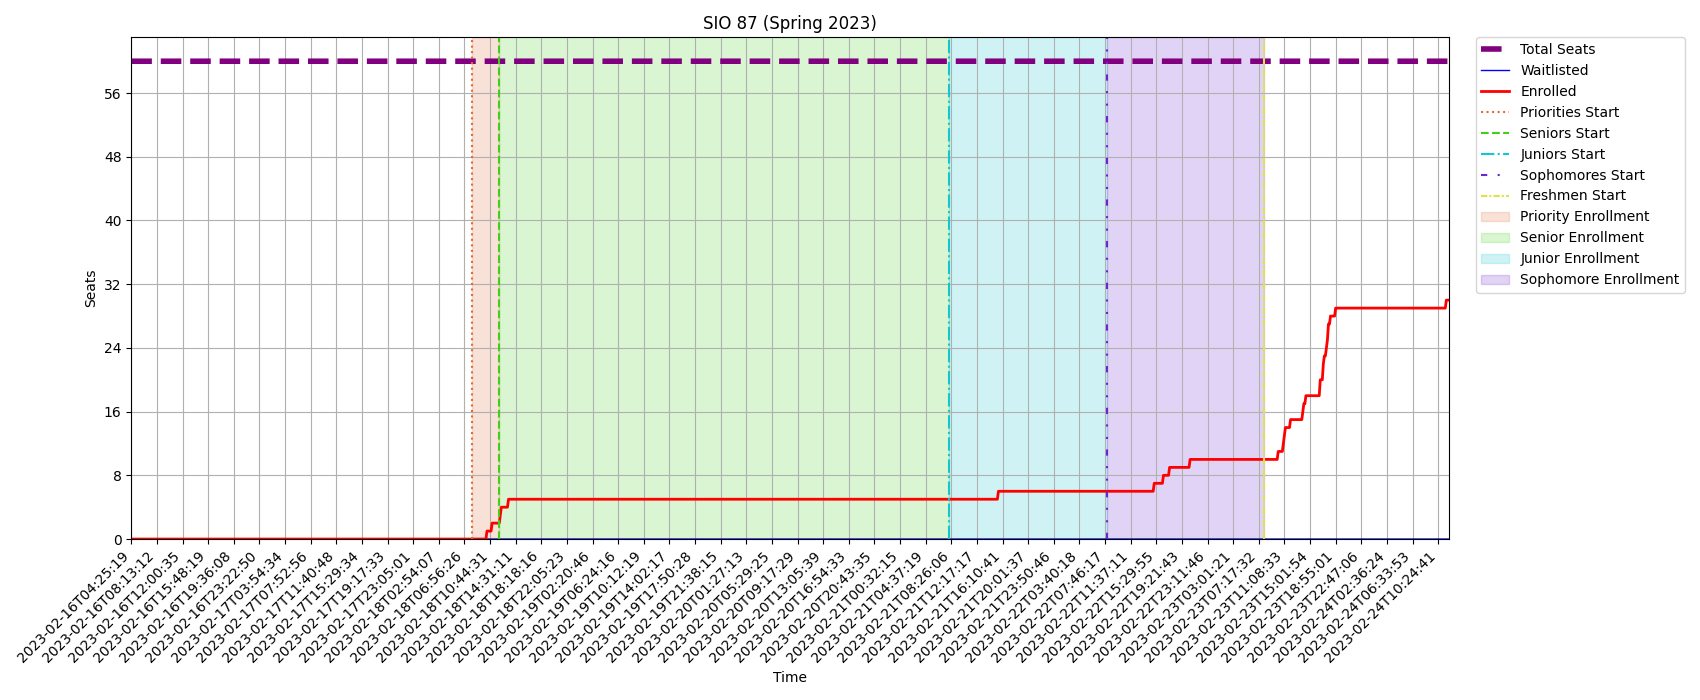 SIO 87 (Spring 2023)
Seats
56
48
40
32
24
16
8
0
2023-02-16T04:25:19
2023-02-16T08:13:12
2023-02-16T12:00:35
2023-02-16T15:48:19
2023-02-16T19:36:08
2023-02-16T23:22:50
2023-02-17T03:54:34
2023-02-17T07:52:56
2023-02-17T11:40:48
2023-02-17T15:29:34
2023-02-17T19:17:33
2023-02-17T23:05:01
2023-02-18T02:54:07
2023-02-18T06:56:26
2023-02-18T10:44:31
2023-02-18T14:31:11
2023-02-18T18:18:16
2023-02-18T22:05:23
2023-02-19T02:20:46
2023-02-19T06:24:16
2023-02-19T10:12:19
2023-02-19T14:02:17
2023-02-19T17:50:28
2023-02-19T21:38:15
2023-02-20T01:27:13
2023-02-20T05:29:25
2023-02-20T09:17:29
2023-02-20T13:05:39
2023-02-20T16:54:33
2023-02-20T20:43:35
2023-02-21T00:32:15
2023-02-21T04:37:19
2023-02-21T08:26:06
2023-02-21T12:17:17
2023-02-21T16:10:41
2023-02-21T20:01:37
2023-02-21T23:50:46
2023-02-22T03:40:18
2023-02-22T07:46:17
2023-02-22T11:37:11
2023-02-22T15:29:55
2023-02-22T19:21:43
2023-02-22T23:11:46
2023-02-23T03:01:21
2023-02-23T07:17:32
2023-02-23T11:08:33
2023-02-23T15:01:54
2023-02-23T18:55:01
2023-02-23T22:47:06
2023-02-24T02:36:24
2023-02-24T06:33:53
2023-02-24T10:24:41
Time
Total Seats
Waitlisted
Enrolled
Priorities Start
Seniors Start
Juniors Start
Sophomores Start
Freshmen Start
Priority Enrollment
Senior Enrollment
Junior Enrollment
Sophomore Enrollment